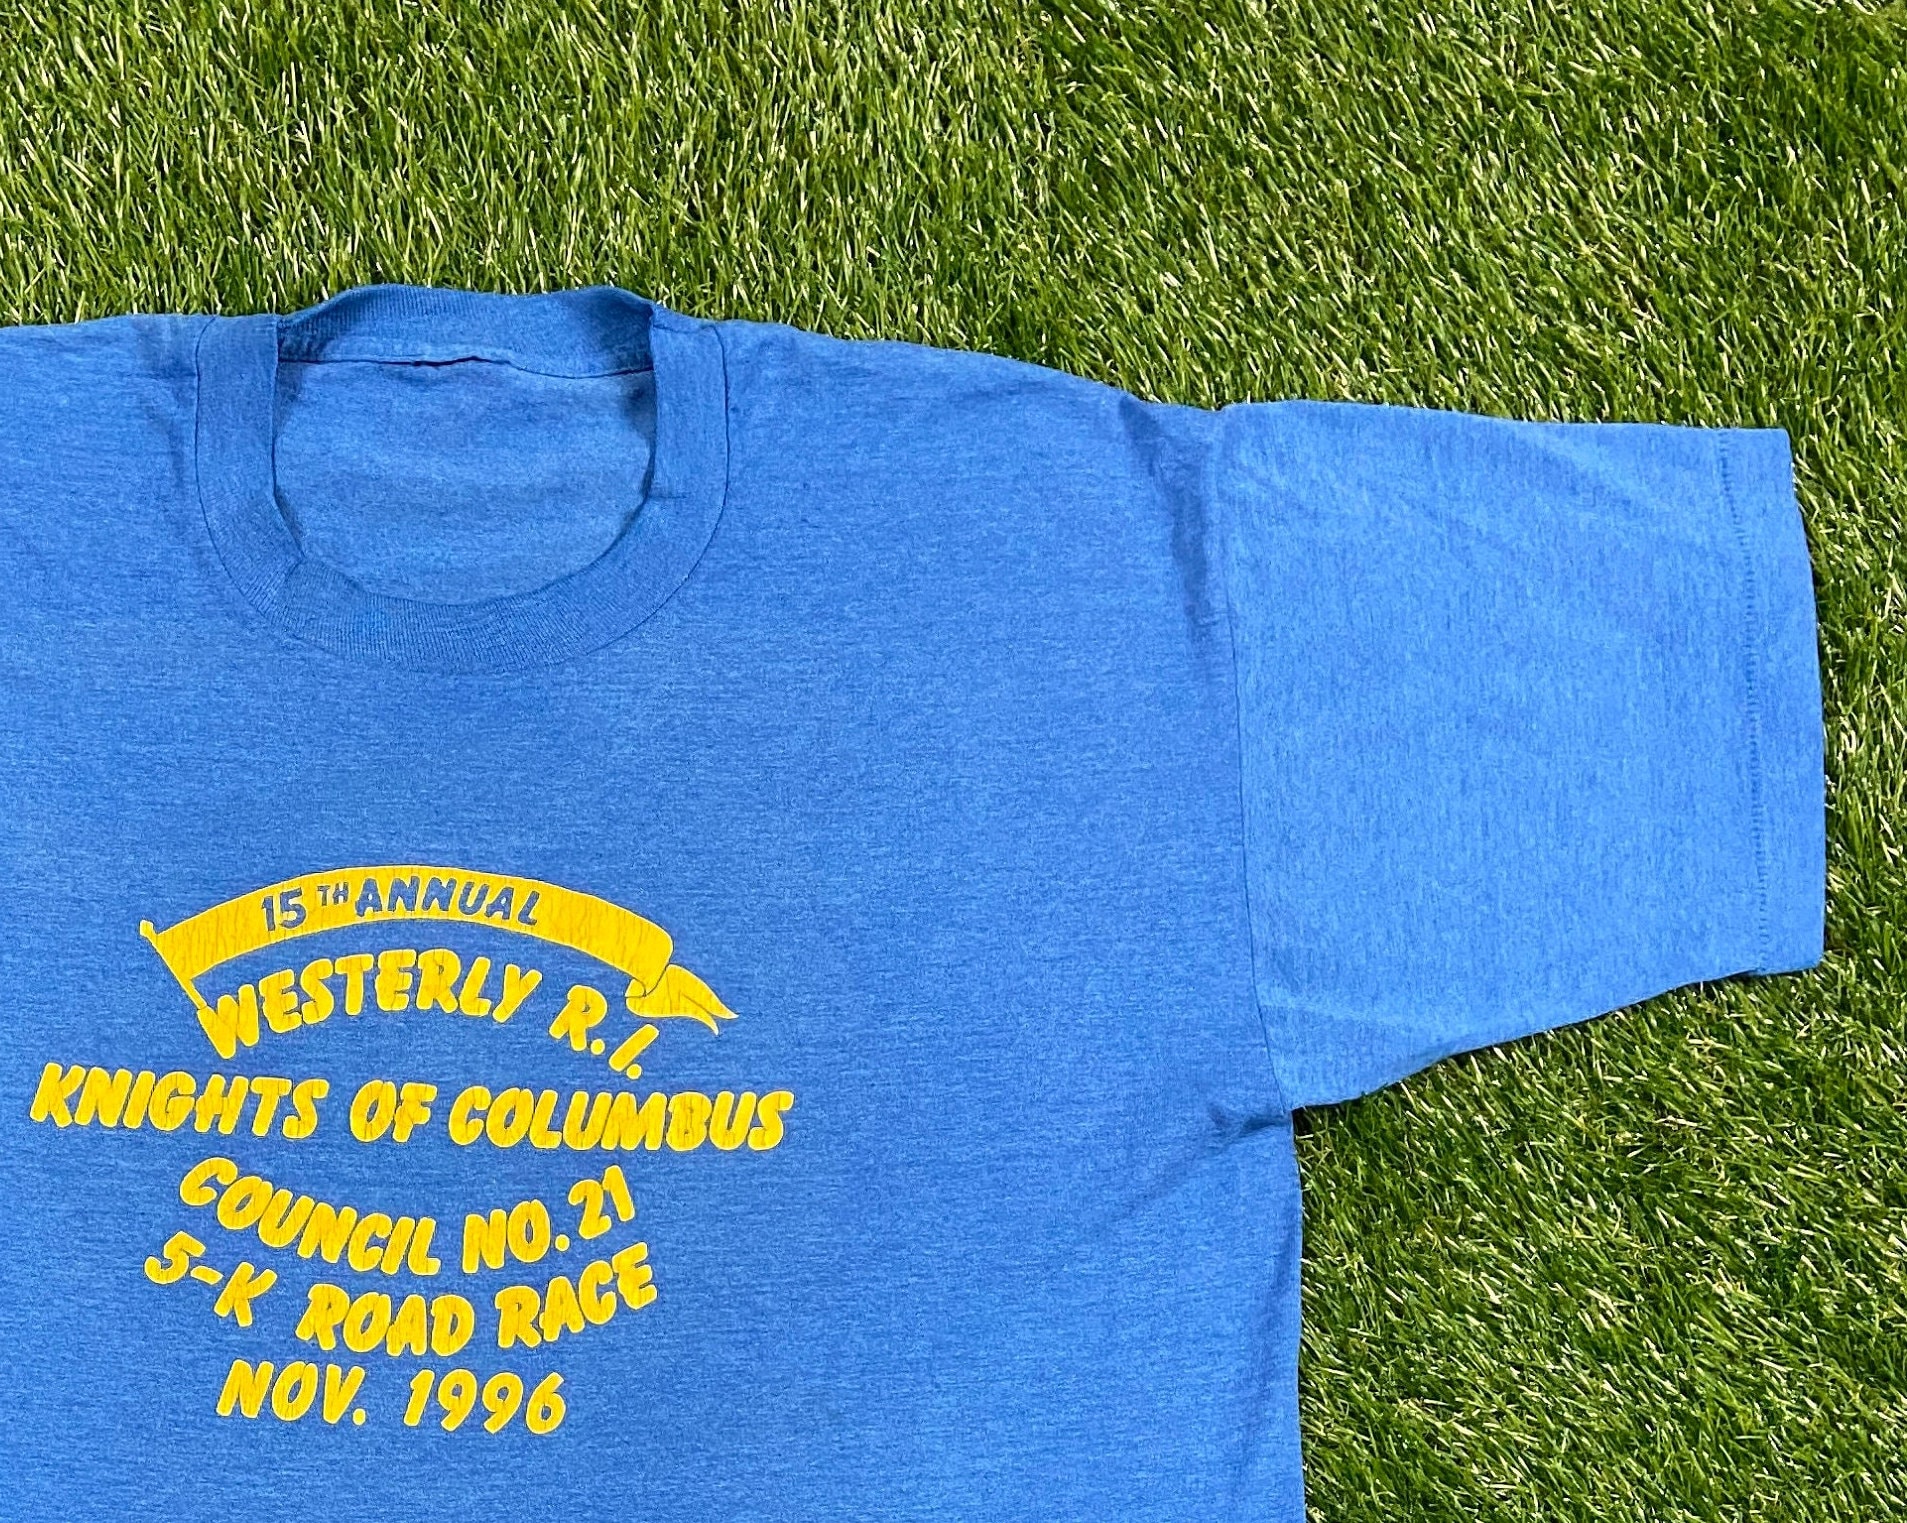 15TH ANNUAL
WESTERLY R.I.
KNIGHTS OF COLUMBUS
COUNCIL NO. 21
5-K ROAD RACE
NOV. 1996